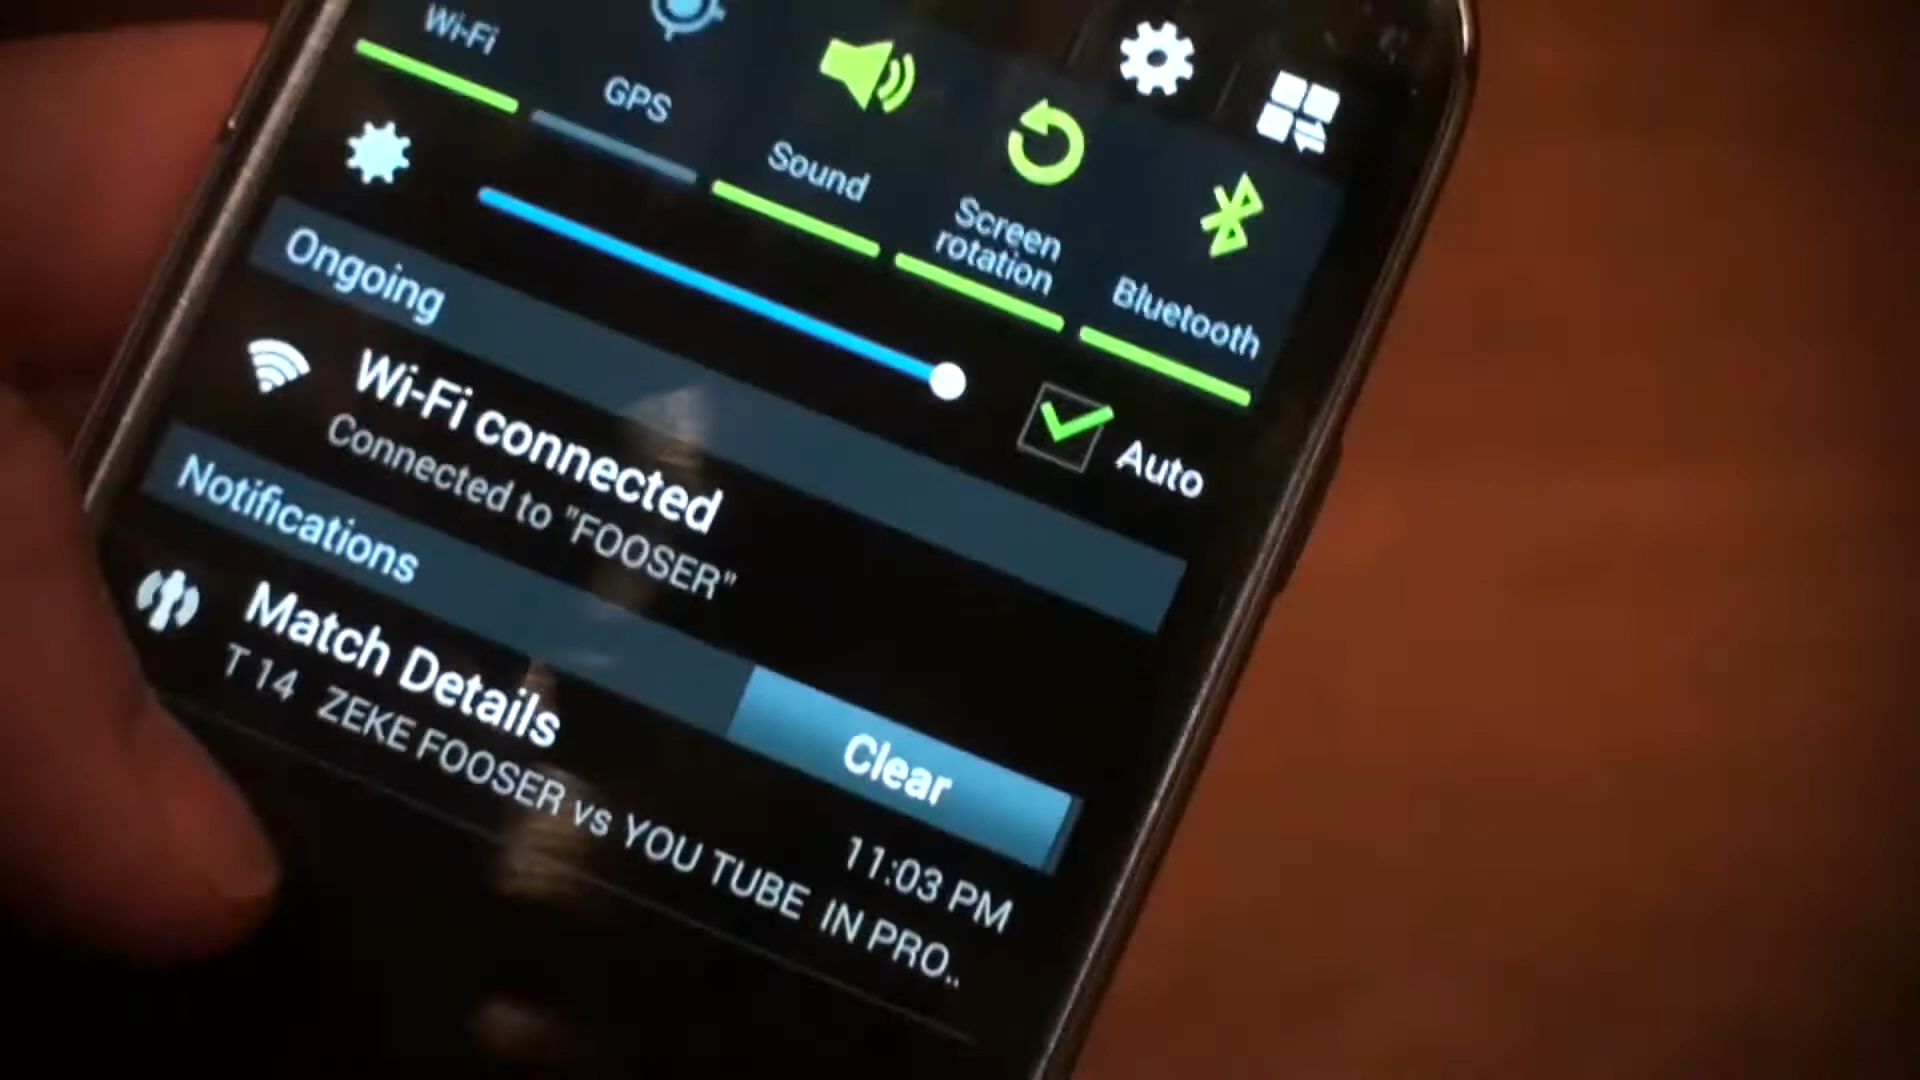 Wi-Fi
GPS
Sound
Screen
rotation
Bluetooth
Auto
Ongoing
Wi-Fi connected
Connected to "FOOSER"
Notifications
Clear
Match Details
11:03 PM
T 14 ZEKE FOOSER vs YOU TUBE IN PRO..